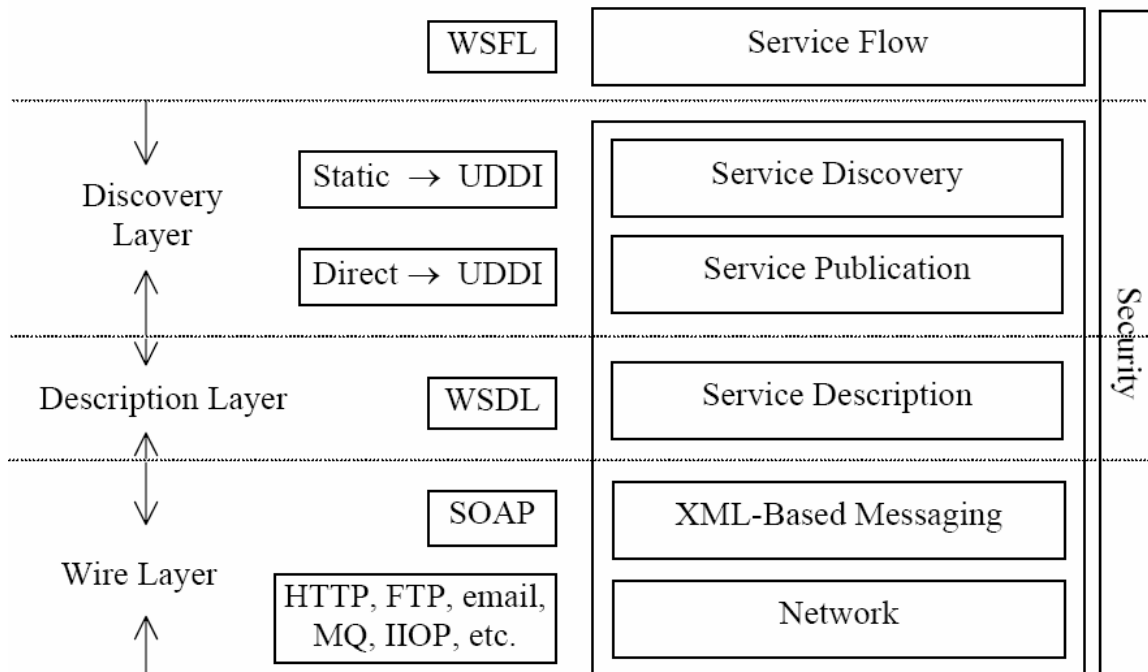 WSFL
Service Flow
Discovery
Layer
Static → UDDI
Service Discovery
Direct → UDDI
Service Publication
Description Layer
WSDL
Service Description
Wire Layer
SOAP
XML-Based Messaging
HTTP, FTP, email,
MQ, IIOP, etc.
Network
Security